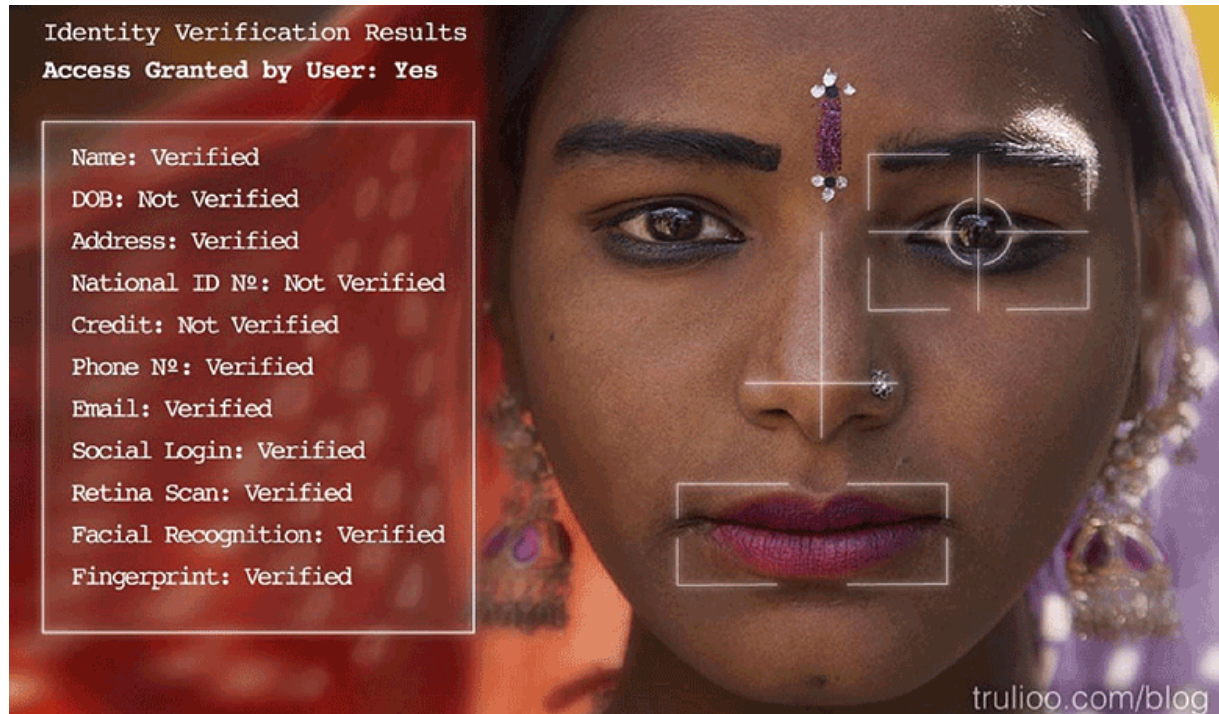 Identity Verification Results
Access Granted by User: Yes
Name: Verified
DOB: Not Verified
Address: Verified
National ID Nº: Not Verified
Credit: Not Verified
Phone Nº: Verified
Email: Verified
Social Login: Verified
Retina Scan: Verified
Facial Recognition: Verified
Fingerprint: Verified
trulioo.com/blog